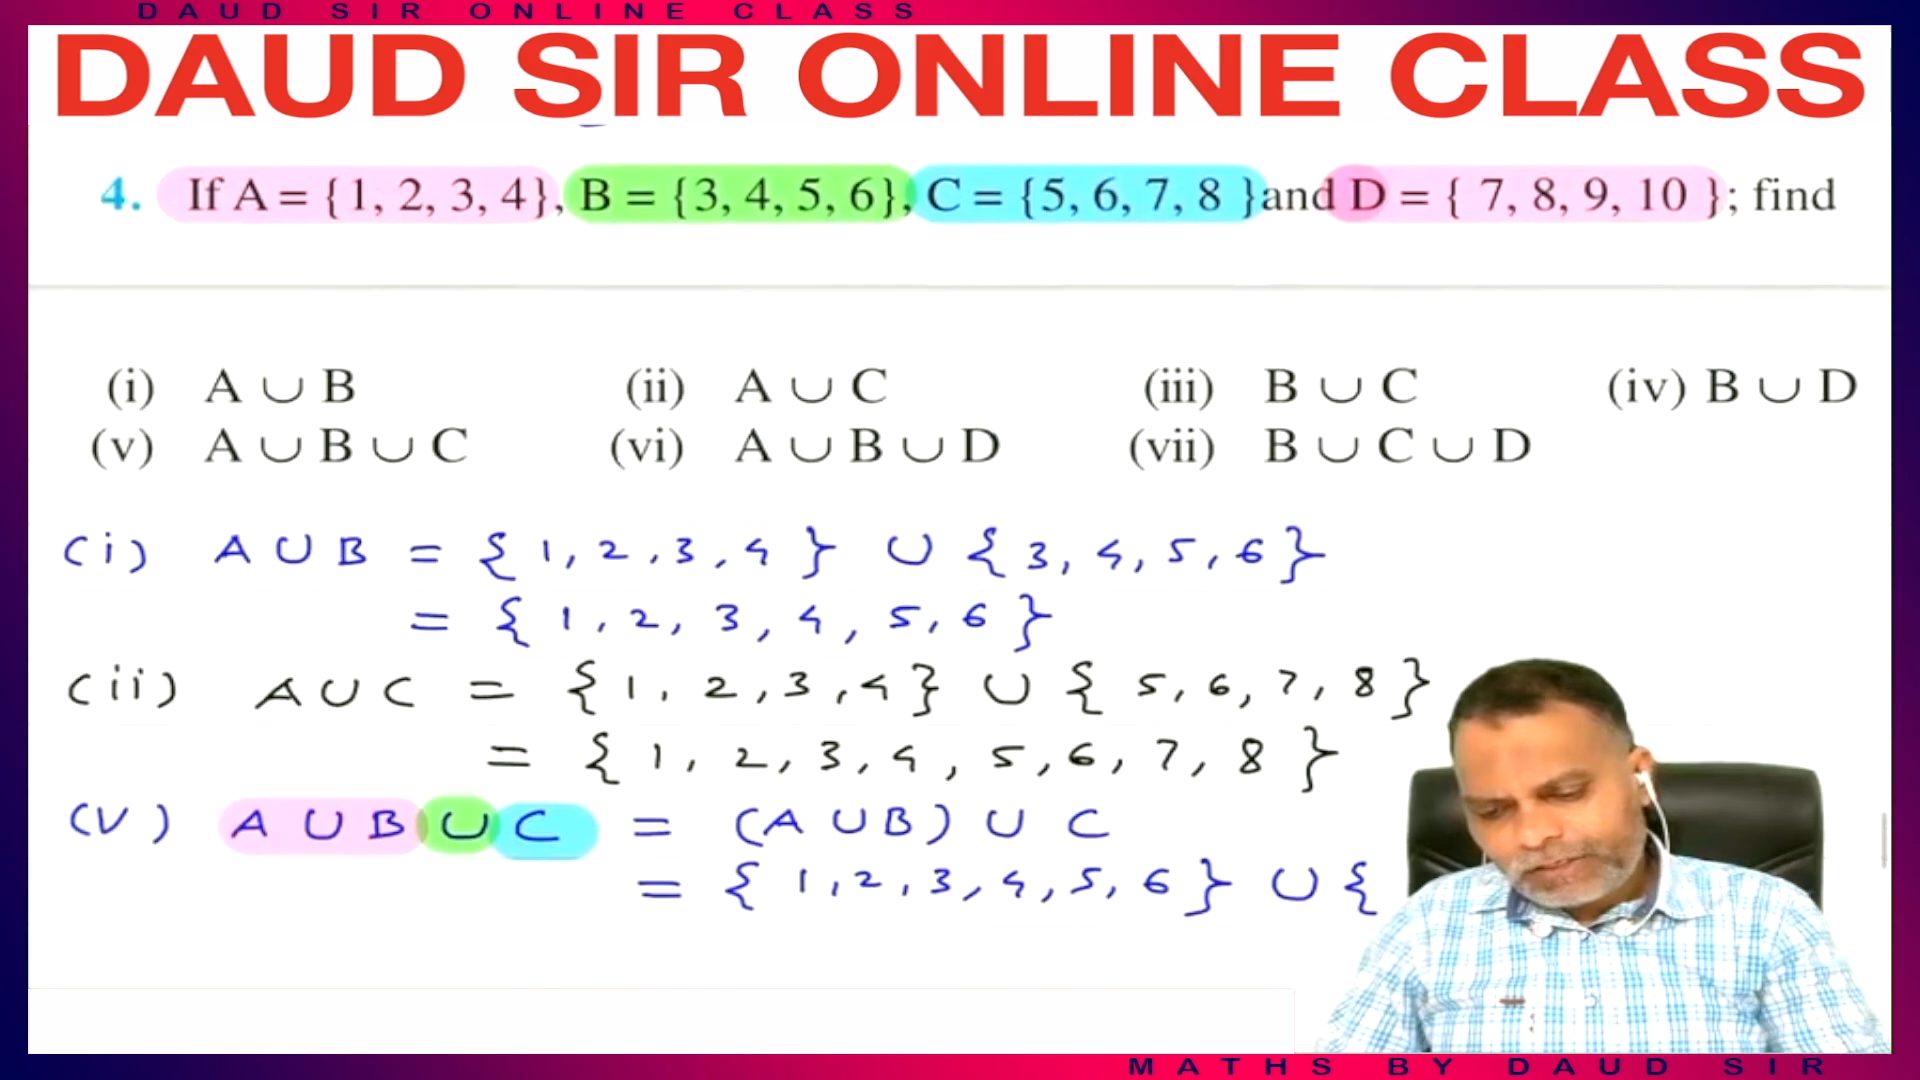 DAUD SIR ONLINE CLASS
DAUD SIR ONLINE CLASS
4. If A = {1, 2, 3, 4}, B = {3, 4, 5, 6}, C = {5, 6, 7, 8 }and D = { 7, 8, 9, 10 }; find
(i) A ∪ B (ii) A ∪ C (iii) B ∪ C (iv) B ∪ D
(v) A ∪ B ∪ C (vi) A ∪ B ∪ D (vii) B ∪ C ∪ D
(i) A ∪ B = { 1, 2, 3, 4 } ∪ { 3, 4, 5, 6 }
= { 1, 2, 3, 4, 5, 6 }
(ii) A ∪ C = { 1, 2, 3, 4 } ∪ { 5, 6, 7, 8 }
= { 1, 2, 3, 4, 5, 6, 7, 8 }
(V) A ∪ B ∪ C = (A ∪ B) ∪ C
= { 1, 2, 3, 4, 5, 6 } ∪ {
MATHS BY DAUD SIR